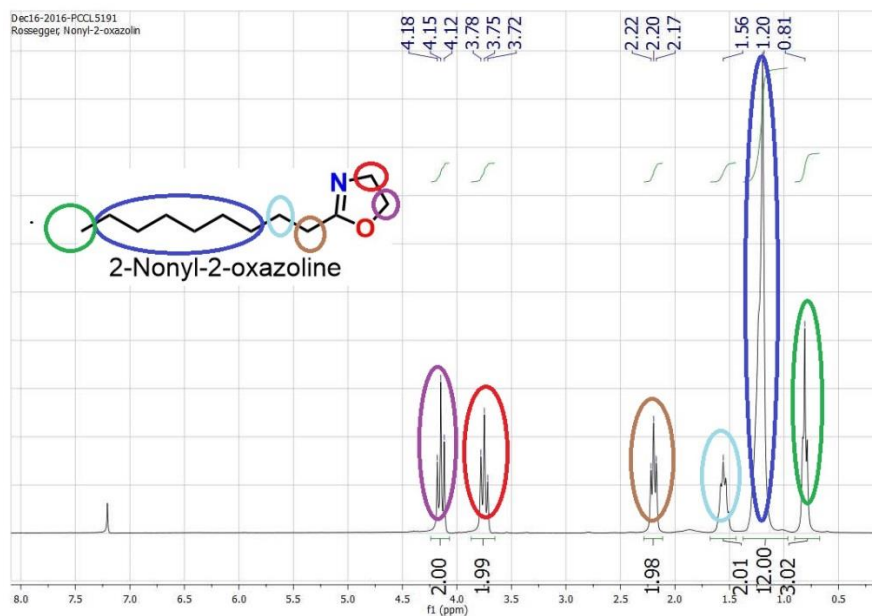 Dec16-2016-PCCL5191
Rossegger, Nonyl-2-oxazolin
4.18
4.15
4.12
3.78
3.75
3.72
2.22
2.20
2.17
1.56
1.20
0.81
N
O
2-Nonyl-2-oxazoline
2.00
1.99
1.98
2.01
12.00
3.02
8.0 7.5 7.0 6.5 6.0 5.5 5.0 4.5 4.0 3.5 3.0 2.5 2.0 1.5 1.0 0.5
f1 (ppm)